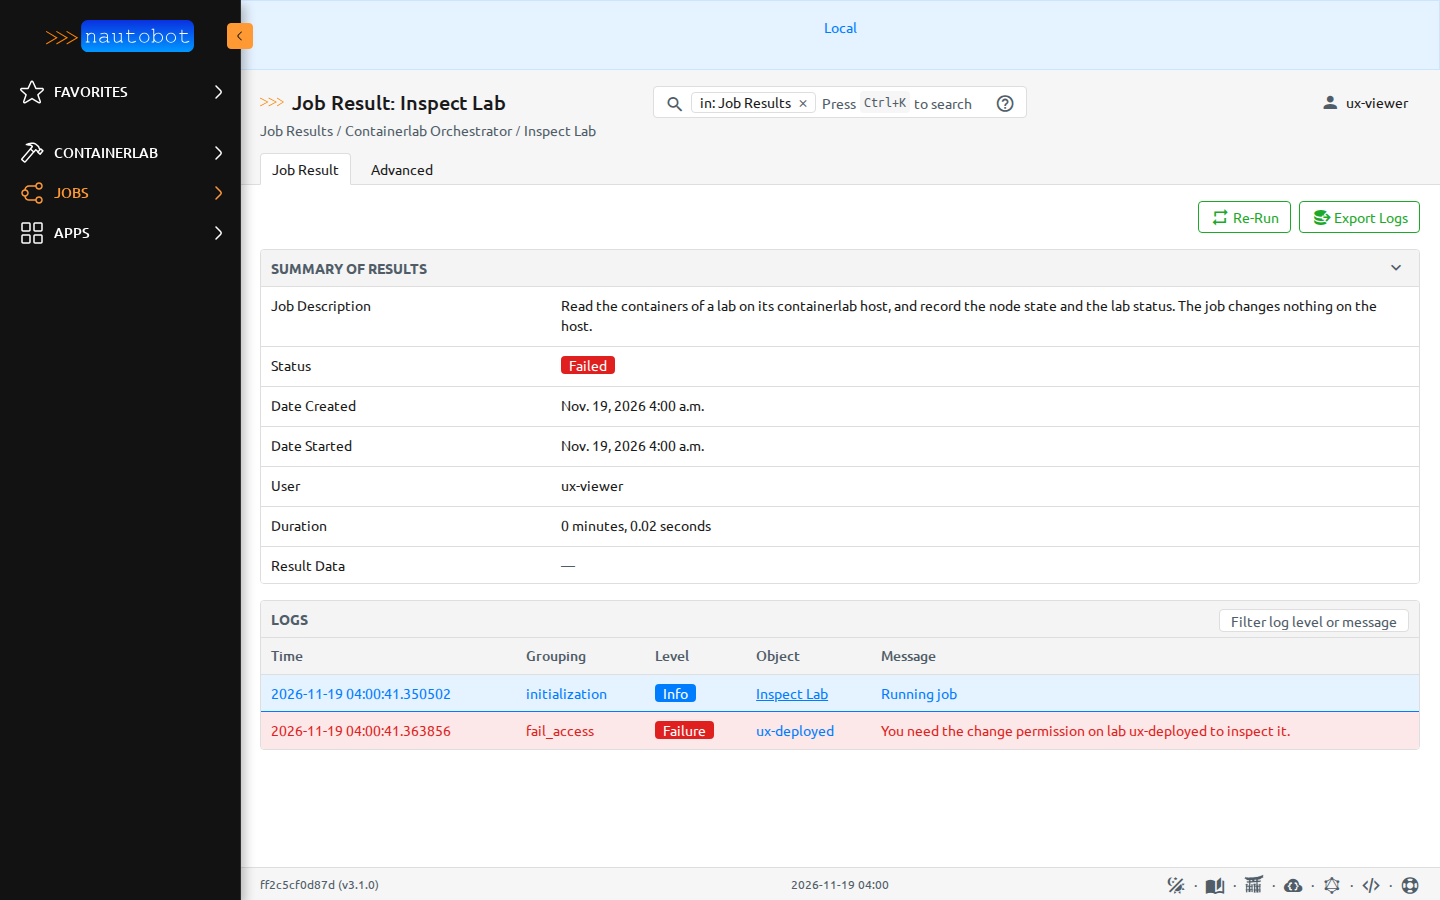 nautobot
FAVORITES
CONTAINERLAB
JOBS
APPS
Local
Job Result: Inspect Lab
in: Job Results × Press Ctrl+K to search
ux-viewer
Job Results / Containerlab Orchestrator / Inspect Lab
Job Result Advanced
Re-Run Export Logs
SUMMARY OF RESULTS
Job Description Read the containers of a lab on its containerlab host, and record the node state and the lab status. The job changes nothing on the
host.
Status Failed
Date Created Nov. 19, 2026 4:00 a.m.
Date Started Nov. 19, 2026 4:00 a.m.
User ux-viewer
Duration 0 minutes, 0.02 seconds
Result Data —
LOGS Filter log level or message
Time Grouping Level Object Message
2026-11-19 04:00:41.350502 initialization Info Inspect Lab Running job
2026-11-19 04:00:41.363856 fail_access Failure ux-deployed You need the change permission on lab ux-deployed to inspect it.
ff2c5cf0d87d (v3.1.0) 2026-11-19 04:00